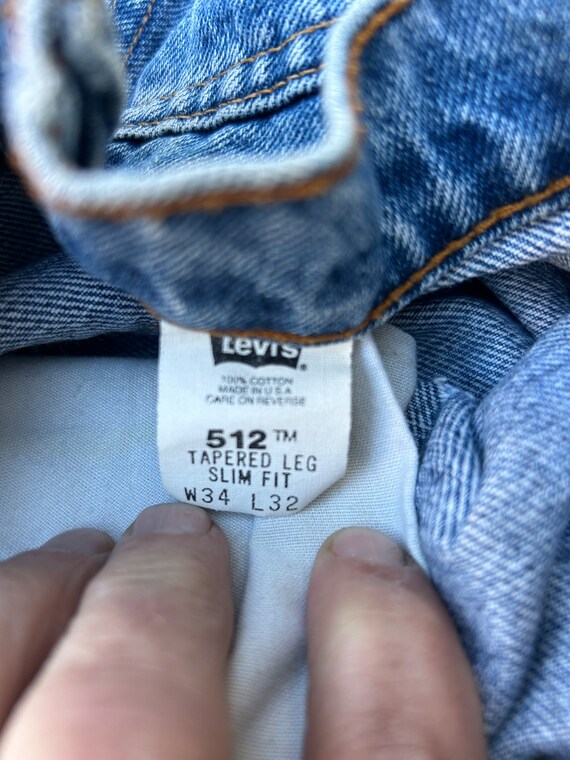 Levi's ®
100% COTTON
MADE IN U.S.A
CARE ON REVERSE
512™
TAPERED LEG
SLIM FIT
W34 L32